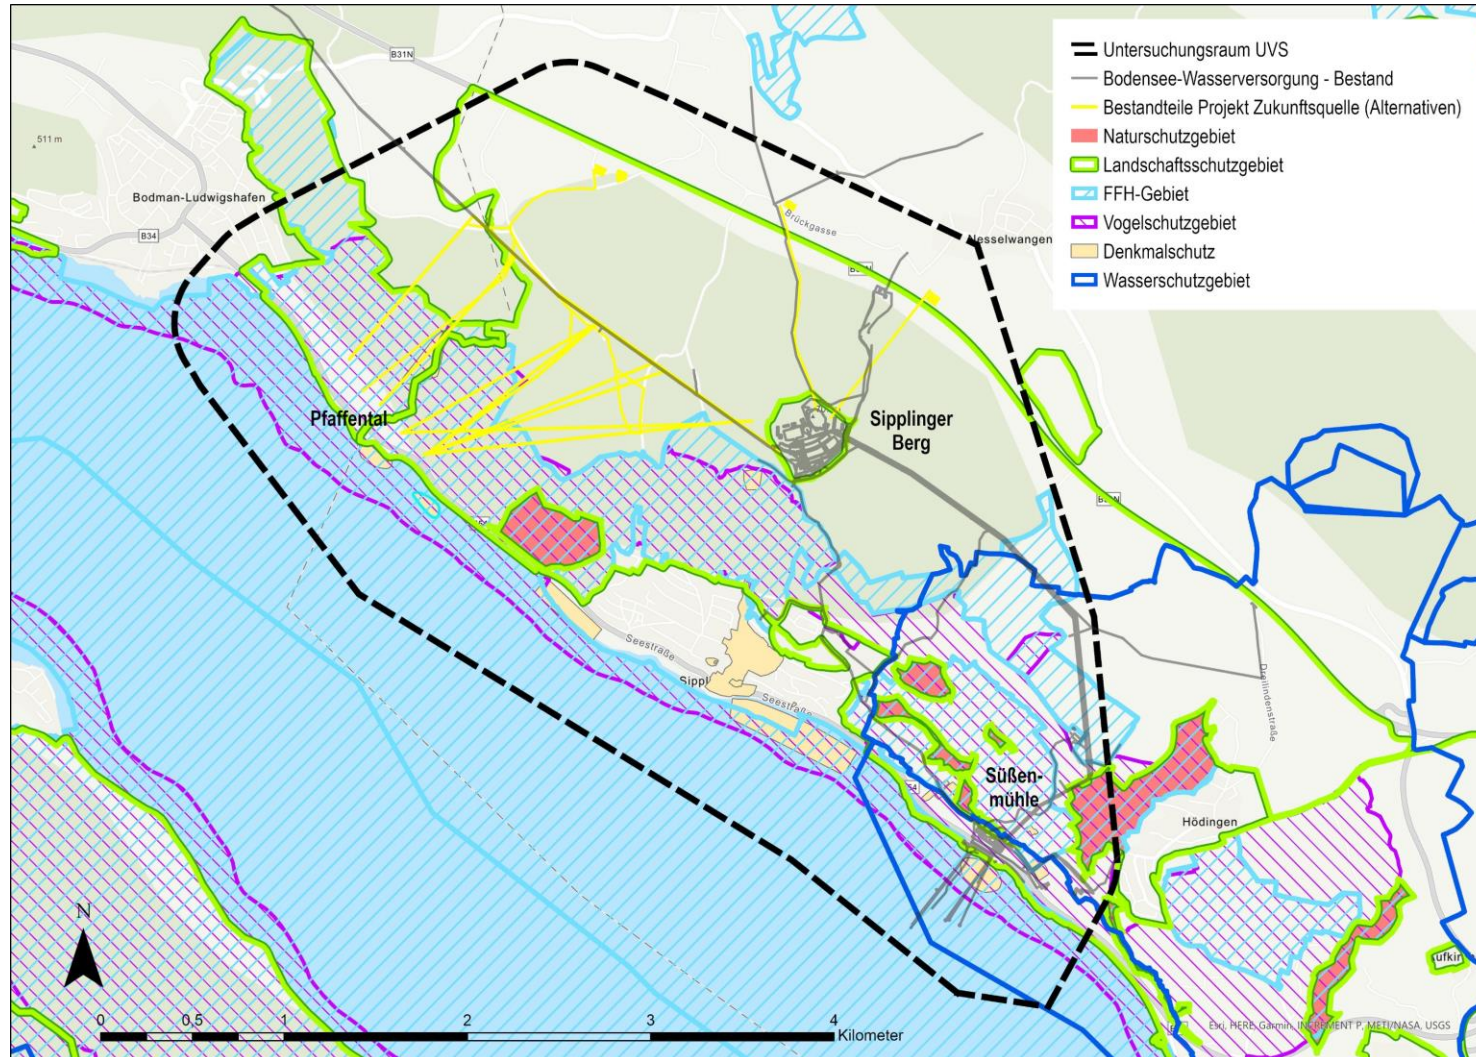 Untersuchungsraum UVS
Bodensee-Wasserversorgung - Bestand
Bestandteile Projekt Zukunftsquelle (Alternativen)
Naturschutzgebiet
Landschaftsschutzgebiet
FFH-Gebiet
Vogelschutzgebiet
Denkmalschutz
Wasserschutzgebiet
B31N
511 m
Bodman-Ludwigshafen
B34
Brückgasse
Nesselwangen
Pfaffental
Sipplinger
Berg
Seestraße
Sippl
Seestraße
Dreilindenstraße
Süßen-
mühle
Hödingen
ufkin
N
0 0,5 1 2 3 4
Kilometer
Esri, HERE, Garmin, INCREMENT P, METI/NASA, USGS